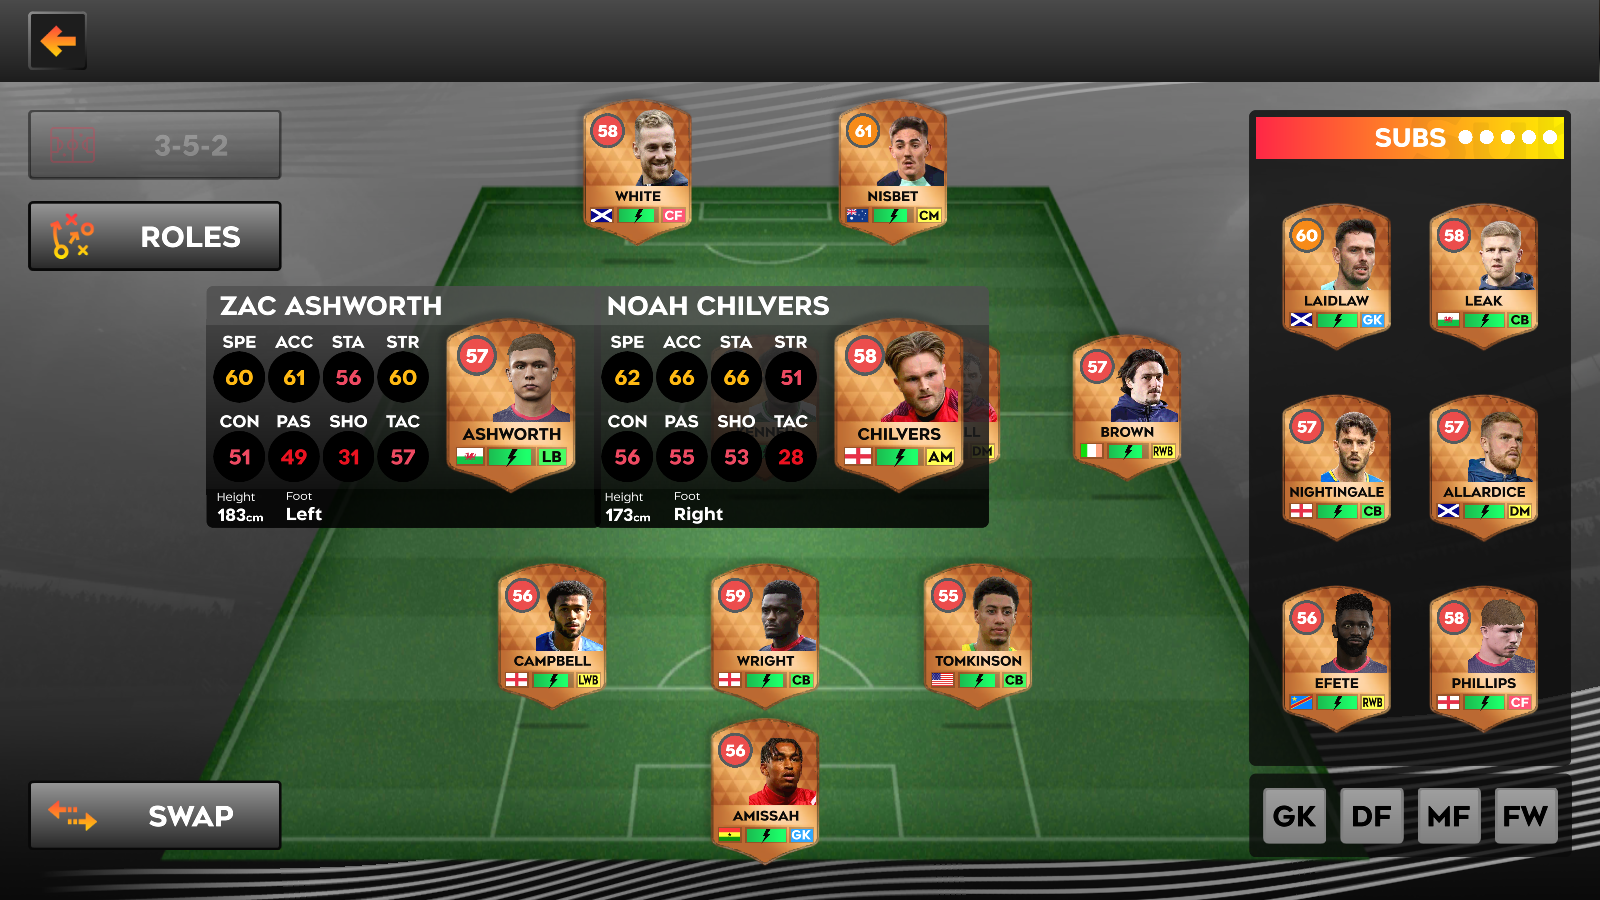 3-5-2
ROLES
58
WHITE
CF
61
NISBET
CM
SUBS
60
LAIDLAW
GK
58
LEAK
CB
ZAC ASHWORTH
SPE ACC STA STR
60 61 56 60
CON PAS SHO TAC
51 49 31 57
Height Foot
183cm Left
57
ASHWORTH
LB
NOAH CHILVERS
SPE ACC STA STR
62 66 66 51
CON PAS SHO TAC
56 55 53 28
Height Foot
173cm Right
58
CHILVERS
AM
DM
57
BROWN
RWB
57
NIGHTINGALE
CB
57
ALLARDICE
DM
56
CAMPBELL
LWB
59
WRIGHT
CB
55
TOMKINSON
CB
56
EFETE
RWB
58
PHILLIPS
CF
56
AMISSAH
GK
SWAP
GK DF MF FW